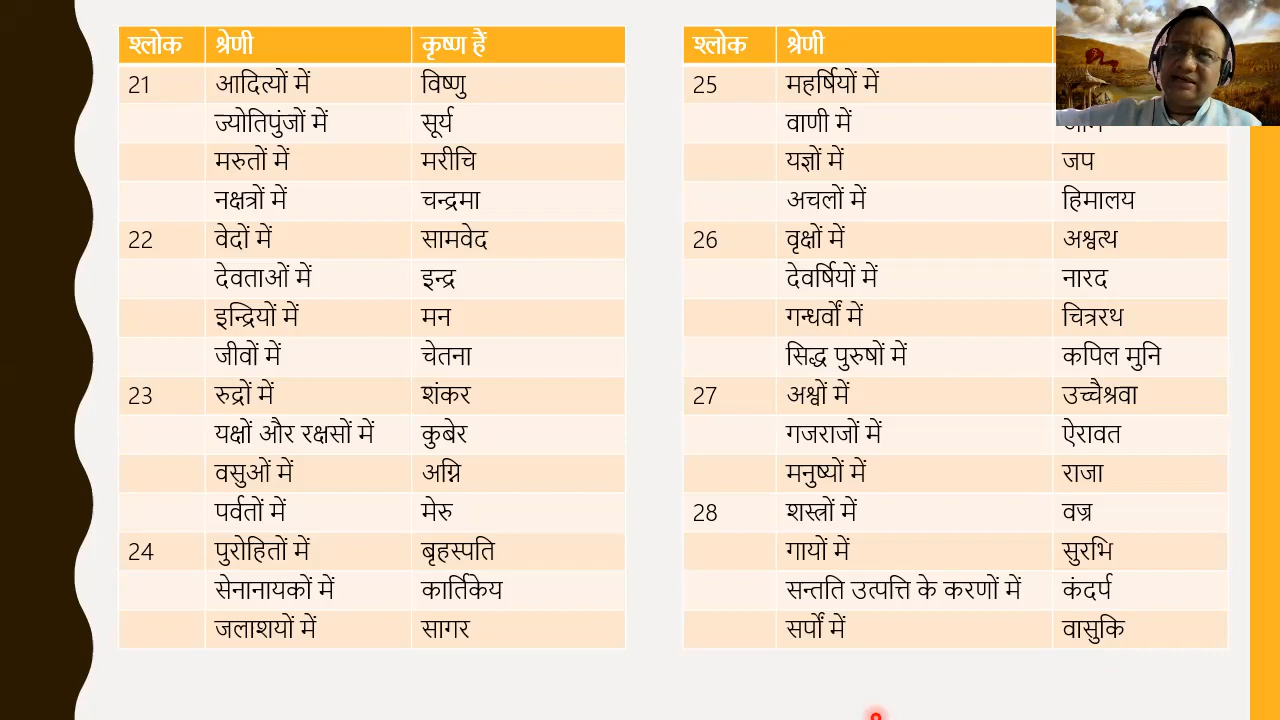 श्लोक श्रेणी कृष्ण हैं
21 आदित्यों में विष्णु
ज्योतिपुंजों में सूर्य
मरुतों में मरीचि
नक्षत्रों में चन्द्रमा
22 वेदों में सामवेद
देवताओं में इन्द्र
इन्द्रियों में मन
जीवों में चेतना
23 रुद्रों में शंकर
यक्षों और रक्षसों में कुबेर
वसुओं में अग्नि
पर्वतों में मेरु
24 पुरोहितों में बृहस्पति
सेनानायकों में कार्तिकेय
जलाशयों में सागर
श्लोक श्रेणी
25 महर्षियों में
वाणी में
यज्ञों में जप
अचलों में हिमालय
26 वृक्षों में अश्वत्थ
देवर्षियों में नारद
गन्धर्वों में चित्ररथ
सिद्ध पुरुषों में कपिल मुनि
27 अश्वों में उच्चैश्रवा
गजराजों में ऐरावत
मनुष्यों में राजा
28 शस्त्रों में वज्र
गायों में सुरभि
सन्तति उत्पत्ति के करणों में कंदर्प
सर्पों में वासुकि